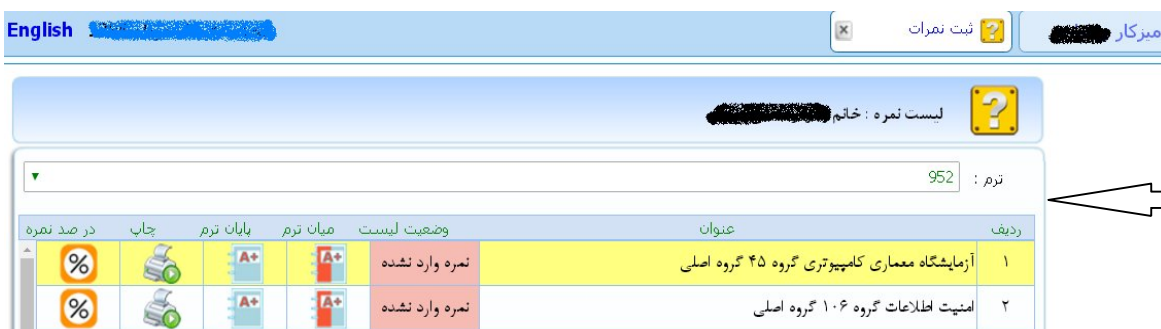 میزکار
ثبت نمرات
English
لیست نمره : خانم
ترم : 952
ردیف عنوان وضعیت لیست میان ترم پایان ترم چاپ در صد نمره
۱ آزمایشگاه معماری کامپیوتری گروه ۴۵ گروه اصلی نمره وارد نشده
۲ امنیت اطلاعات گروه ۱۰۶ گروه اصلی نمره وارد نشده